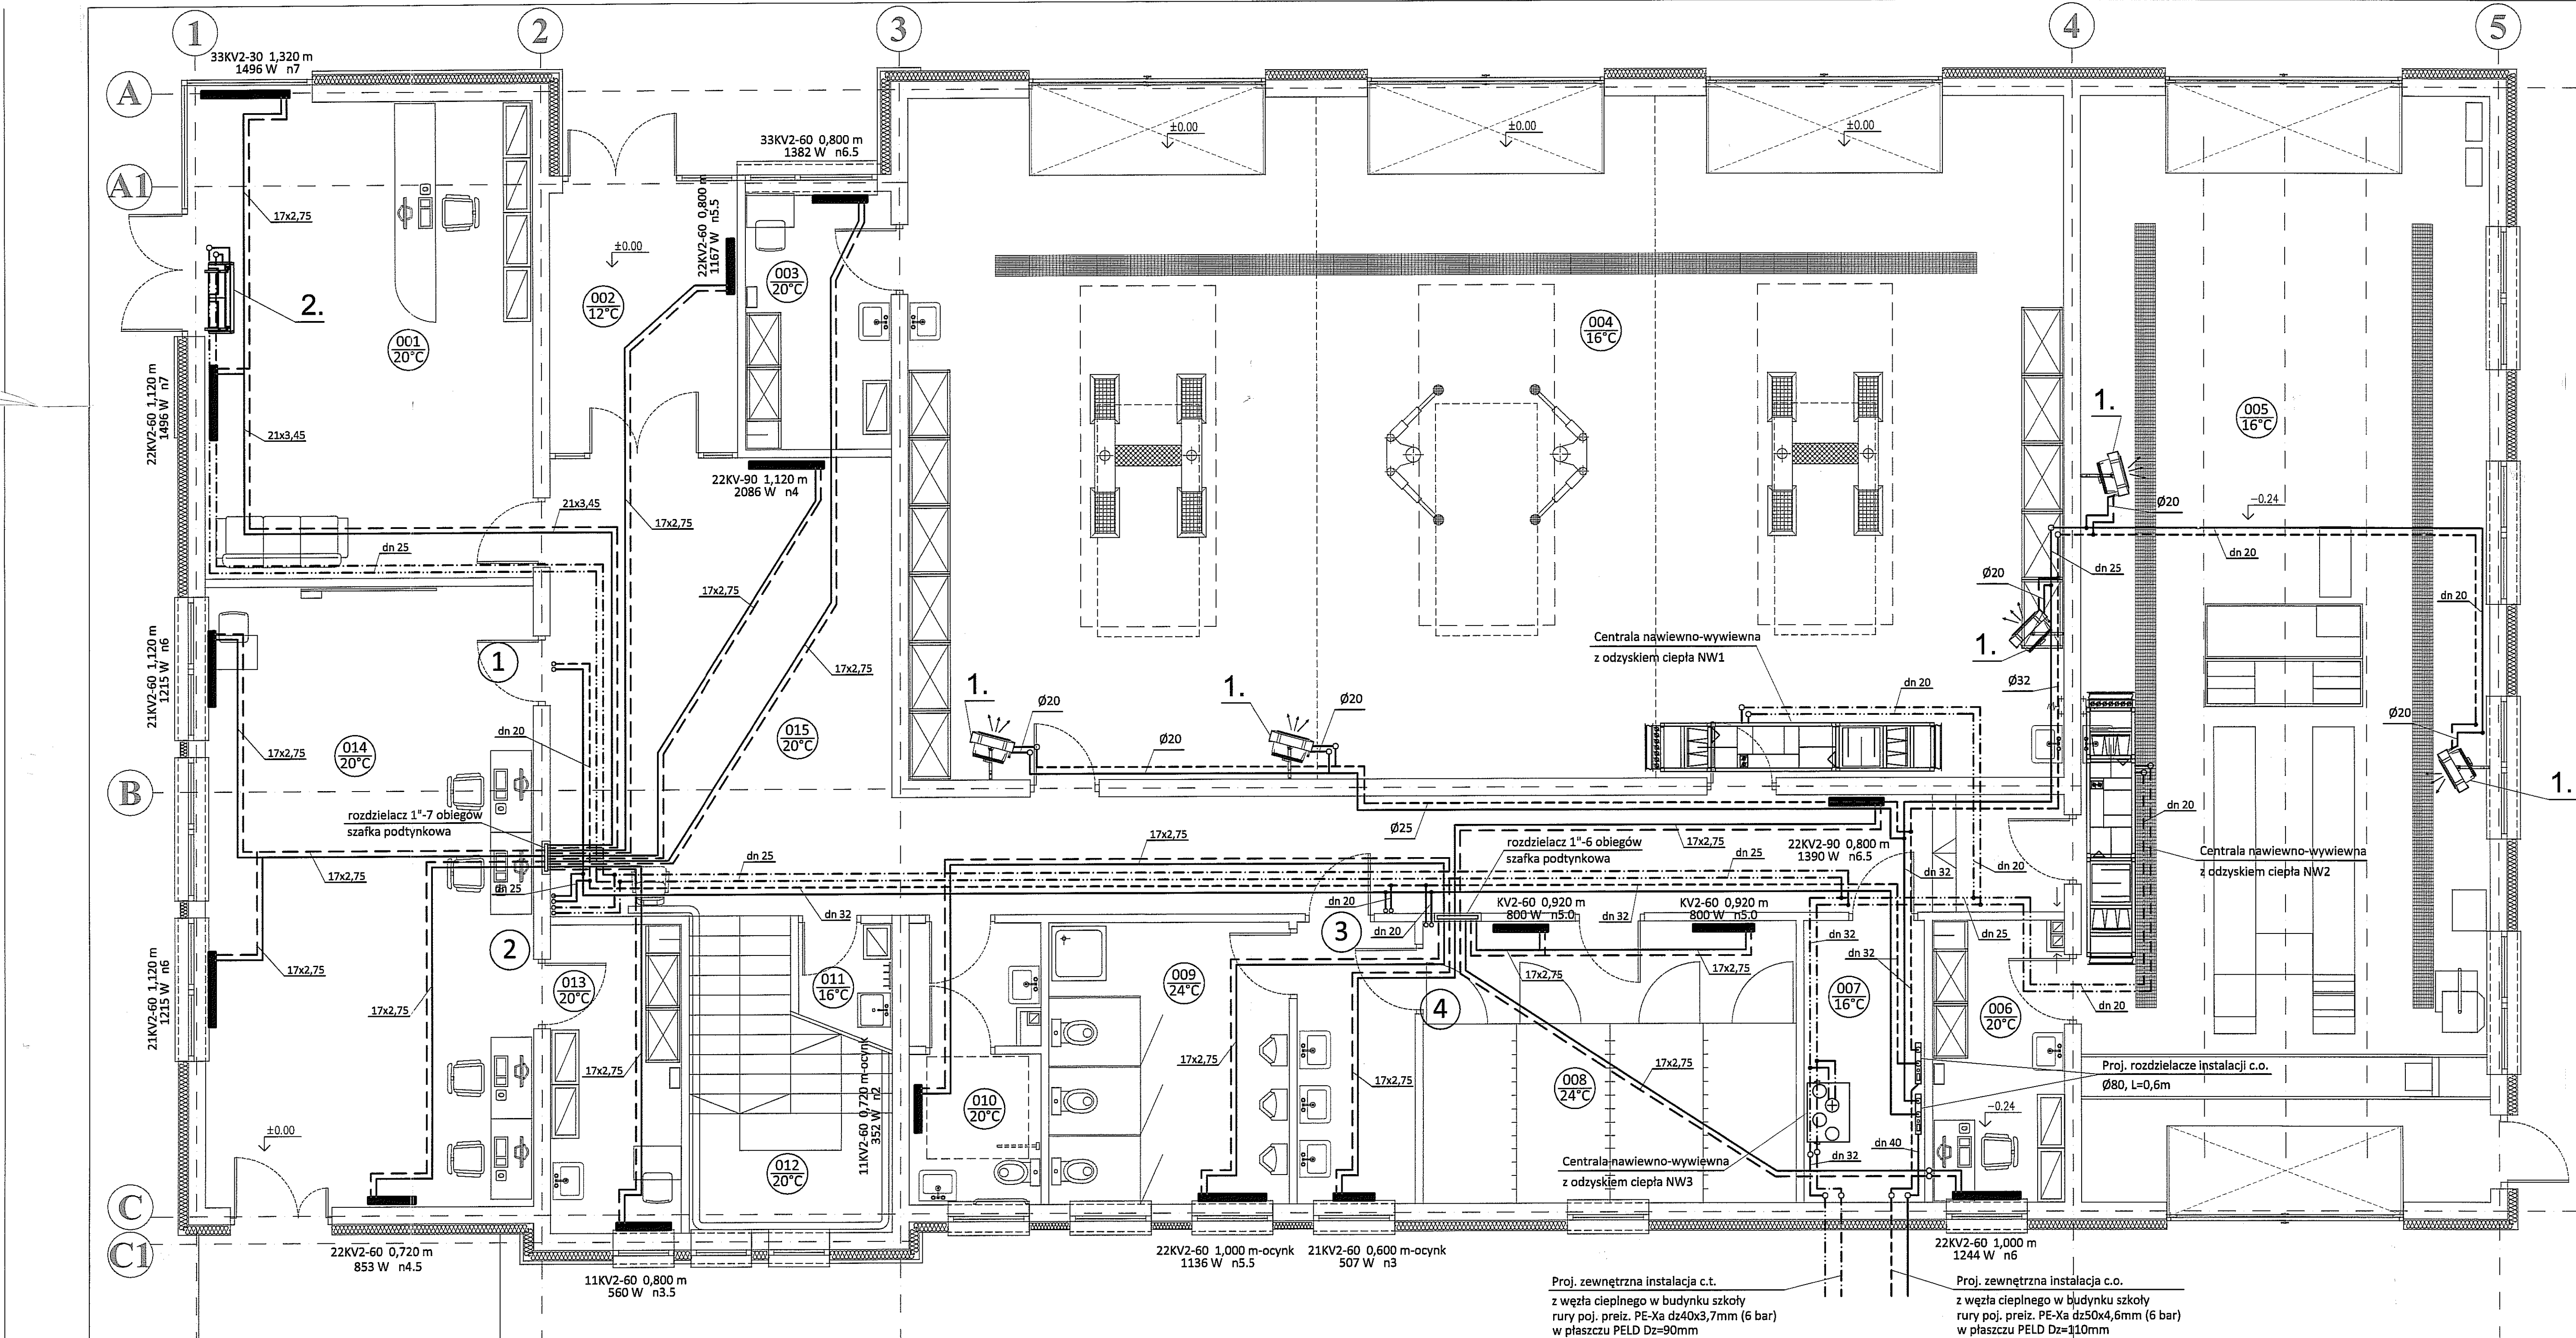 1
2
3
4
5
33KV2-30 1,320 m
1496 W n7
A
33KV2-60 0,800 m
1382 W n6.5
±0.00
±0.00
±0.00
A1
22KV2-60 0,800 m
1167 W n5.5
17x2,75
±0.00
003
20°C
002
12°C
2.
004
16°C
001
20°C
22KV2-60 1,120 m
1496 W n7
1.
005
16°C
21x3,45
22KV-90 1,120 m
2086 W n4
21x3,45
17x2,75
Ø20
-0.24
dn 25
dn 20
dn 25
Ø20
17x2,75
dn 20
21KV2-60 1,120 m
1215 W n6
1
Centrala nawiewno-wywiewna
z odzyskiem ciepła NW1
1.
17x2,75
1.
Ø20
1.
Ø20
dn 20
Ø32
dn 20
015
20°C
Ø20
014
20°C
17x2,75
Ø20
1.
B
rozdzielacz 1"-7 obiegów
szafka podtynkowa
dn 20
Ø25
17x2,75
rozdzielacz 1"-6 obiegów
szafka podtynkowa
17x2,75
22KV2-90 0,800 m
1390 W n6.5
dn 25
dn 25
dn 20
Centrala nawiewno-wywiewna
z odzyskiem ciepła NW2
17x2,75
dn 25
dn 32
dn 20
KV2-60 0,920 m
800 W n5.0
dn 32
KV2-60 0,920 m
800 W n5.0
dn 32
dn 20
dn 32
dn 25
2
3
dn 32
17x2,75
17x2,75
17x2,75
21KV2-60 1,120 m
1215 W n6
013
20°C
011
16°C
009
24°C
4
007
16°C
006
20°C
dn 20
17x2,75
17x2,75
17x2,75
17x2,75
17x2,75
11KV2-60 0,720 m-ocynk
352 W n2
010
20°C
008
24°C
Proj. rozdzielacze instalacji c.o.
Ø80, L=0,6m
-0.24
±0.00
012
20°C
dn 40
dn 32
Centrala nawiewno-wywiewna
z odzyskiem ciepła NW3
C
C1
22KV2-60 0,720 m
853 W n4.5
11KV2-60 0,800 m
560 W n3.5
22KV2-60 1,000 m-ocynk
1136 W n5.5
21KV2-60 0,600 m-ocynk
507 W n3
22KV2-60 1,000 m
1244 W n6
Proj. zewnętrzna instalacja c.t.
z węzła cieplnego w budynku szkoły
rury poj. preiz. PE-Xa dz40x3,7mm (6 bar)
w płaszczu PELD Dz=90mm
Proj. zewnętrzna instalacja c.o.
z węzła cieplnego w budynku szkoły
rury poj. preiz. PE-Xa dz50x4,6mm (6 bar)
w płaszczu PELD Dz=110mm